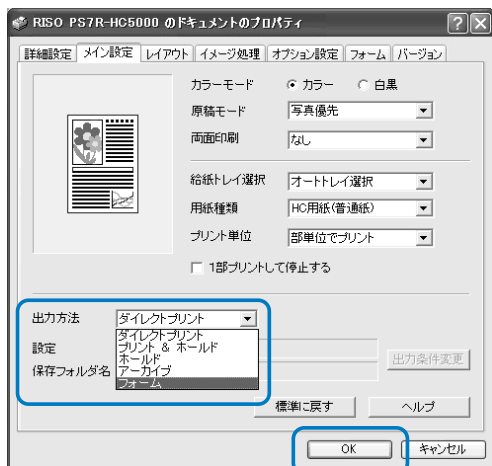 RISO PS7R-HC5000 のドキュメントのプロパティ
詳細設定 メイン設定 レイアウト イメージ処理 オプション設定 フォーム バージョン
カラーモード カラー 白黒
原稿モード 写真優先
両面印刷 なし
給紙トレイ選択 オートトレイ選択
用紙種類 HC用紙(普通紙)
プリント単位 部単位でプリント
1部プリントして停止する
出力方法 ダイレクトプリント
ダイレクトプリント
設定 プリント & ホールド
ホールド
出力条件変更
保存フォルダ名 アーカイブ
フォーム
標準に戻す ヘルプ
OK キャンセル